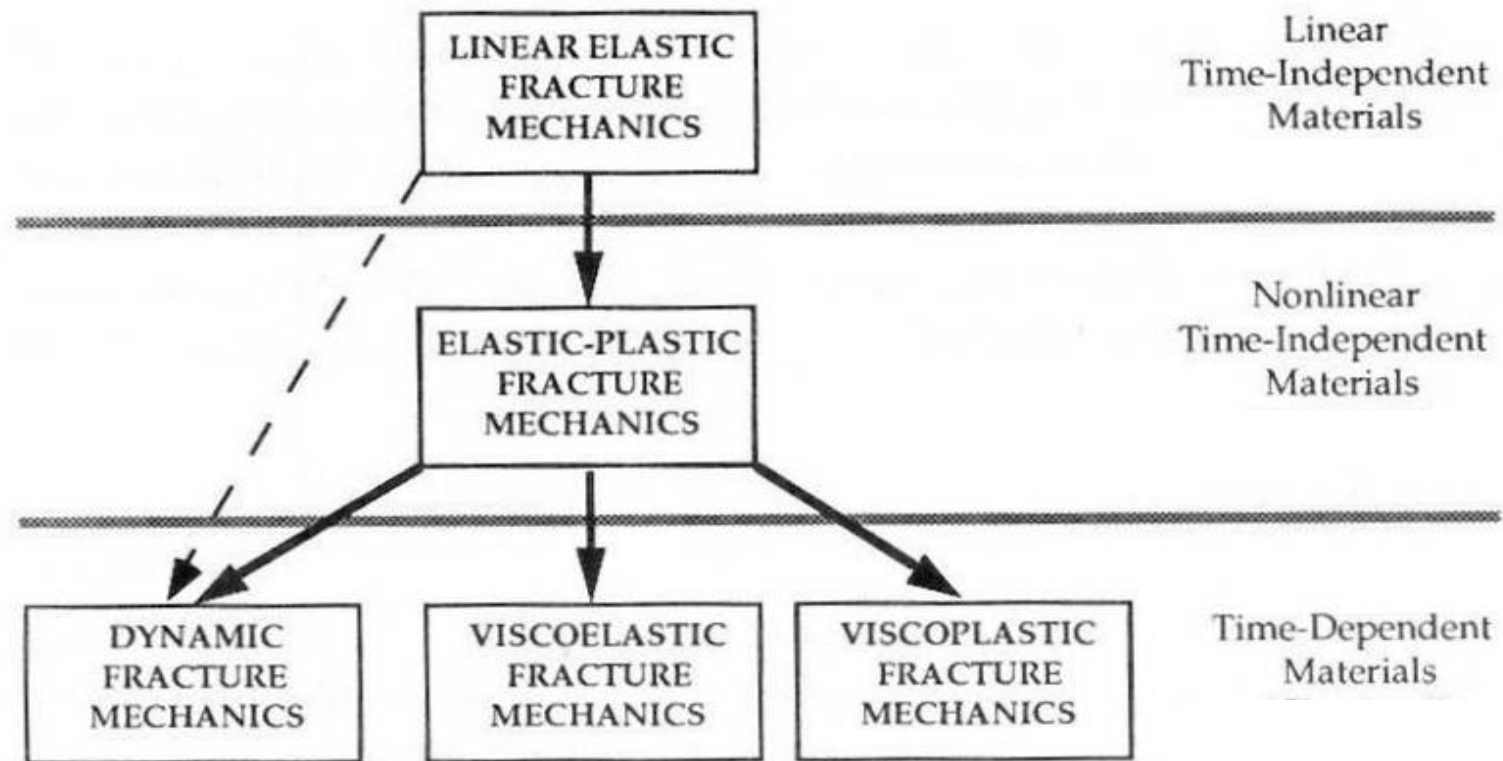 LINEAR ELASTIC
FRACTURE
MECHANICS
Linear
Time-Independent
Materials
ELASTIC-PLASTIC
FRACTURE
MECHANICS
Nonlinear
Time-Independent
Materials
DYNAMIC
FRACTURE
MECHANICS
VISCOELASTIC
FRACTURE
MECHANICS
VISCOPLASTIC
FRACTURE
MECHANICS
Time-Dependent
Materials